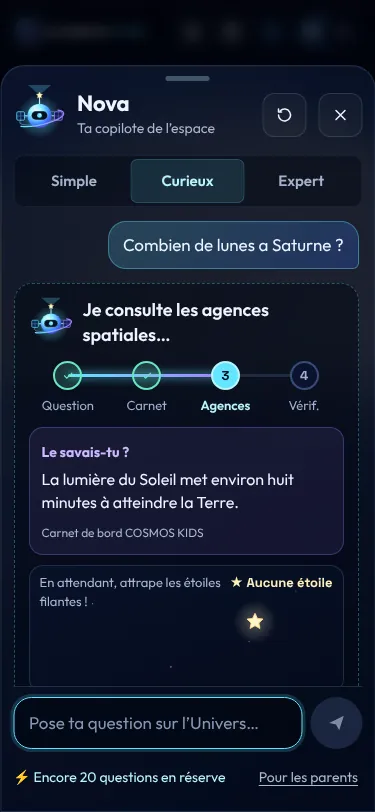 Nova
Ta copilote de l'espace
Simple
Curieux
Expert
Combien de lunes a Saturne ?
Je consulte les agences
spatiales...
3
4
Question
Carnet
Agences
Vérif.
Le savais-tu ?
La lumière du Soleil met environ huit
minutes à atteindre la Terre.
Carnet de bord COSMOS KIDS
En attendant, attrape les étoiles
filantes !
★ Aucune étoile
Pose ta question sur l'Univers...
⚡ Encore 20 questions en réserve
Pour les parents